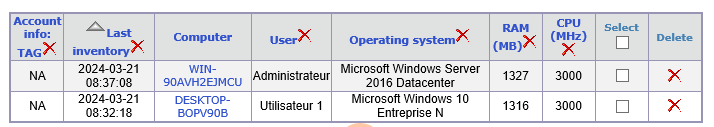 Account info: TAG Last inventory Computer User Operating system RAM (MB) CPU (MHz) Select Delete
NA 2024-03-21 08:37:08 WIN-90AVH2EJMCU Administrateur Microsoft Windows Server 2016 Datacenter 1327 3000
NA 2024-03-21 08:32:18 DESKTOP-BOPV90B Utilisateur 1 Microsoft Windows 10 Entreprise N 1316 3000